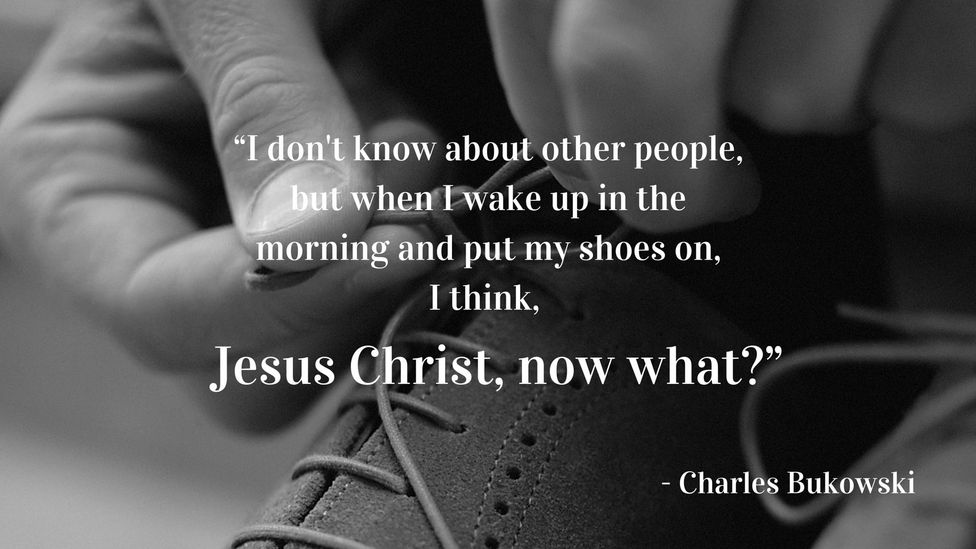 “I don't know about other people,
but when I wake up in the
morning and put my shoes on,
I think,
Jesus Christ, now what?”
- Charles Bukowski